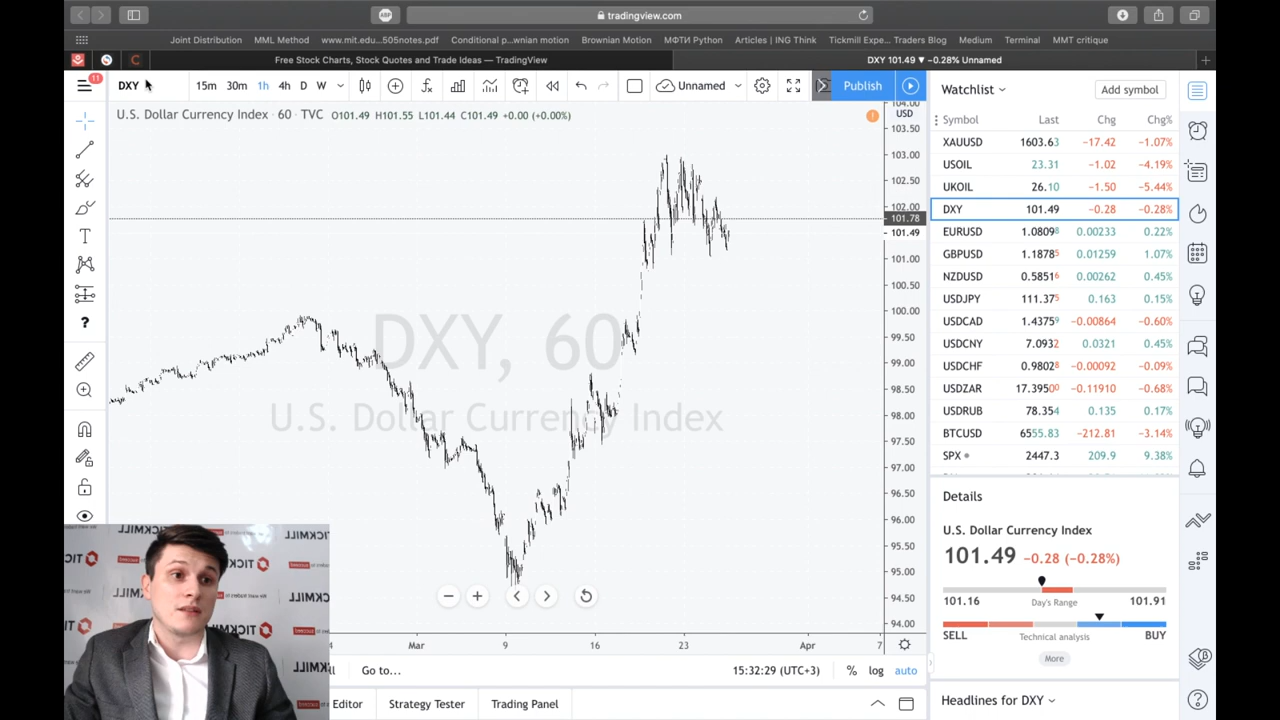 tradingview.com
Joint Distribution MML Method www.mit.edu...505notes.pdf Conditional p...wnian motion Brownian Motion МФТИ Python Articles | ING Think Tickmill Expe... Traders Blog Medium Terminal MMT critique
Free Stock Charts, Stock Quotes and Trade Ideas — TradingView DXY 101.49 ▼ −0.28% Unnamed
11
DXY 15m 30m 1h 4h D W Unnamed Publish
U.S. Dollar Currency Index · 60 · TVC O101.49 H101.55 L101.44 C101.49 +0.00 (+0.00%)
DXY, 60
U.S. Dollar Currency Index
104.00
USD
103.50
103.00
102.50
102.00
101.78
101.49
101.00
100.50
100.00
99.50
99.00
98.50
98.00
97.50
97.00
96.50
96.00
95.50
95.00
94.50
94.00
Mar 9 16 23 Apr 7
Go to... 15:32:29 (UTC+3) % log auto
Editor Strategy Tester Trading Panel
Watchlist Add symbol
Symbol Last Chg Chg%
XAUUSD 1603.63 −17.42 −1.07%
USOIL 23.31 −1.02 −4.19%
UKOIL 26.10 −1.50 −5.44%
DXY 101.49 −0.28 −0.28%
EURUSD 1.08098 0.00233 0.22%
GBPUSD 1.18785 0.01259 1.07%
NZDUSD 0.58516 0.00262 0.45%
USDJPY 111.375 0.163 0.15%
USDCAD 1.43759 −0.00864 −0.60%
USDCNY 7.0932 0.0321 0.45%
USDCHF 0.98028 −0.00092 −0.09%
USDZAR 17.39500 −0.11910 −0.68%
USDRUB 78.354 0.135 0.17%
BTCUSD 6555.83 −212.81 −3.14%
SPX 2447.3 209.9 9.38%
Details
U.S. Dollar Currency Index
101.49 −0.28 (−0.28%)
101.16 Day's Range 101.91
SELL Technical analysis BUY
More
Headlines for DXY
TICKMILL